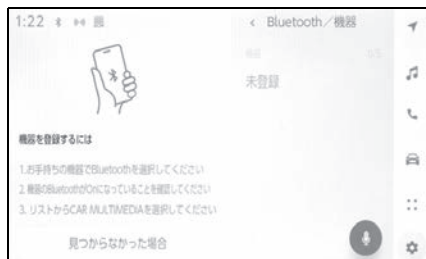 1:22
< Bluetooth／機器
機器 0/5
未登録
機器を登録するには
1.お手持ちの機器でBluetoothを選択してください
2. 機器のBluetoothがOnになっていることを確認してください
3. リストからCAR MULTIMEDIAを選択してください
見つからなかった場合